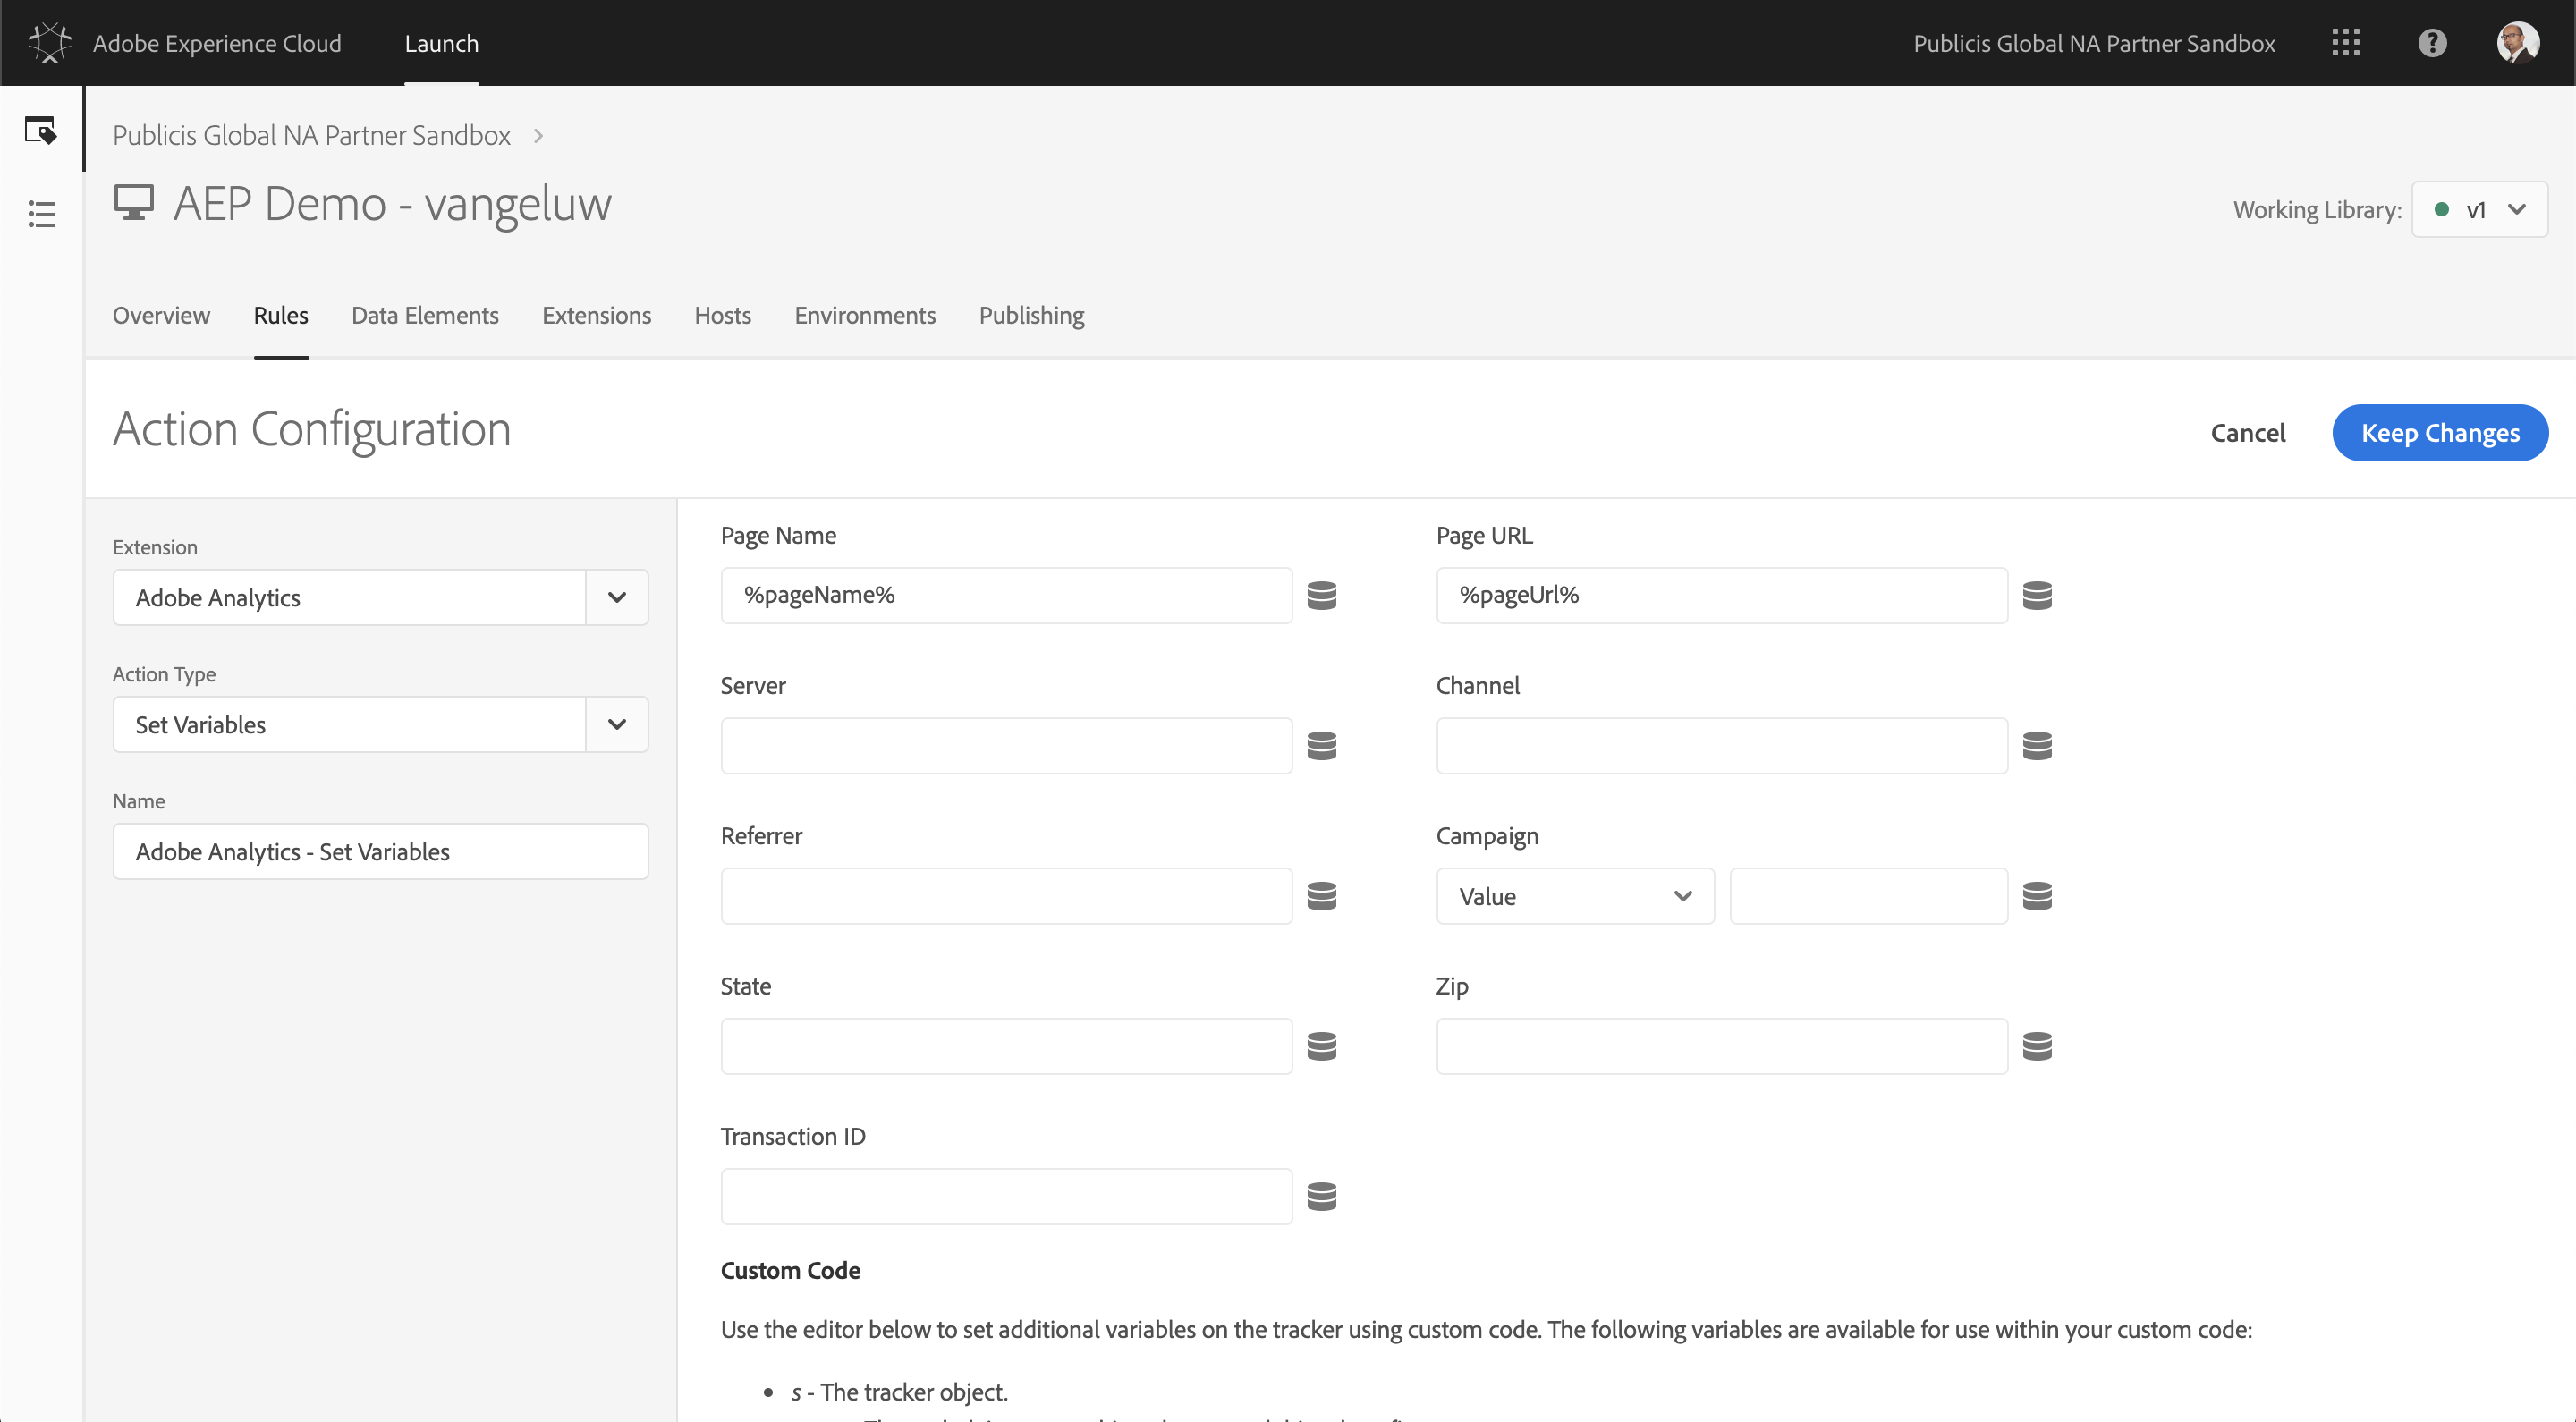 Adobe Experience Cloud Launch Publicis Global NA Partner Sandbox ?
Publicis Global NA Partner Sandbox
AEP Demo - vangeluw
Working Library: v1
Overview Rules Data Elements Extensions Hosts Environments Publishing
Action Configuration
Cancel Keep Changes
Extension
Adobe Analytics
Action Type
Set Variables
Name
Adobe Analytics - Set Variables
Page Name Page URL
%pageName% %pageUrl%
Server Channel
Referrer Campaign
Value
State Zip
Transaction ID
Custom Code
Use the editor below to set additional variables on the tracker using custom code. The following variables are available for use within your custom code:
• s - The tracker object.